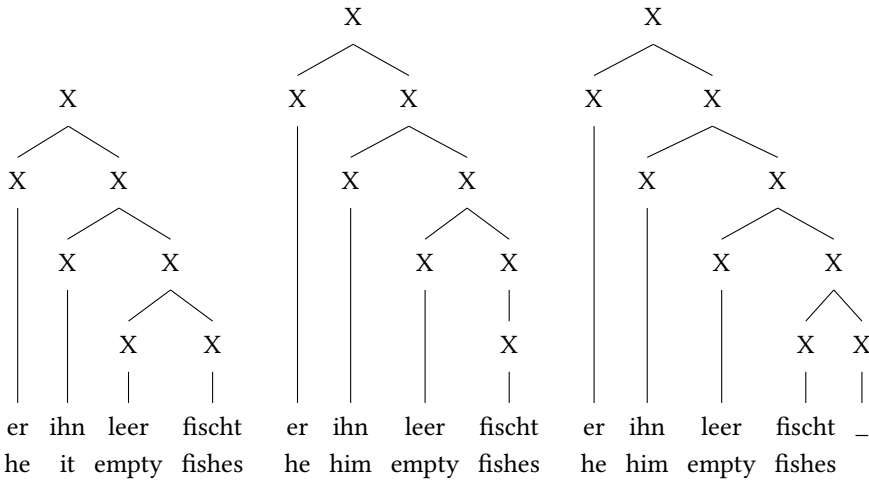 X X
X X X X X
X X X X X X
X X X X X X
X X X X X
er ihn leer fischt er ihn leer fischt er ihn leer fischt _
he it empty fishes he him empty fishes he him empty fishes